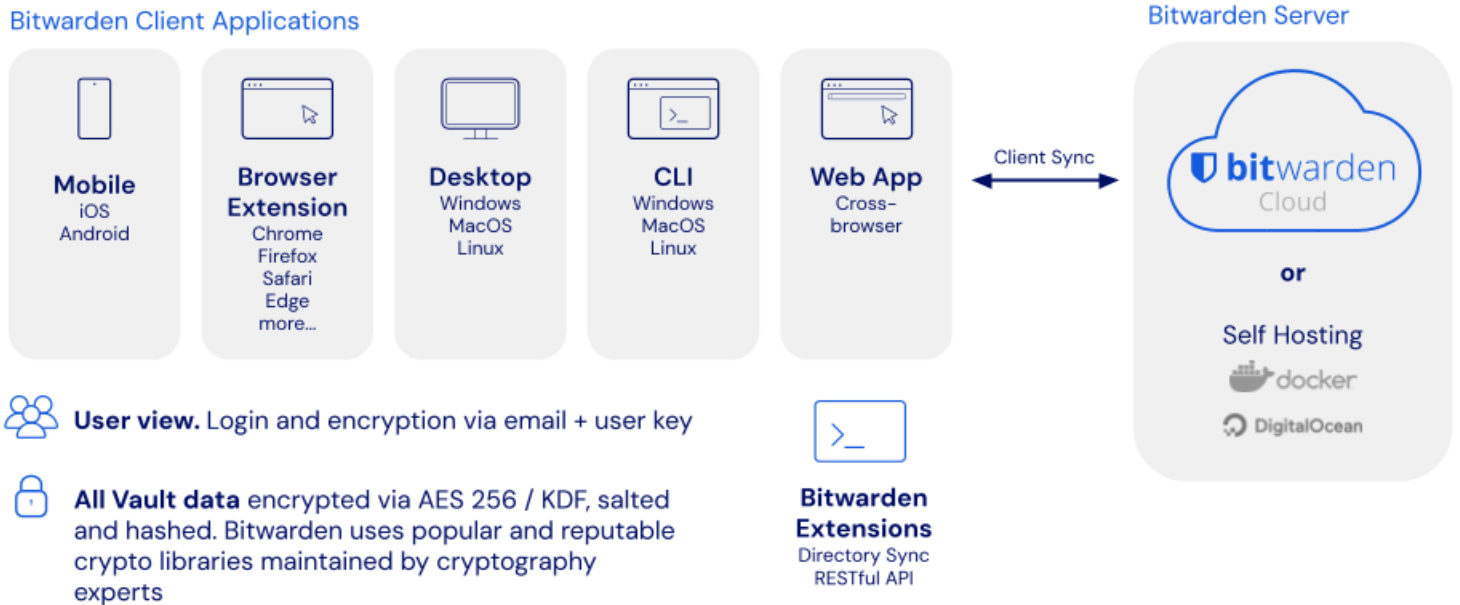 Bitwarden Client Applications
Mobile
iOS
Android
Browser
Extension
Chrome
Firefox
Safari
Edge
more...
Desktop
Windows
MacOS
Linux
CLI
Windows
MacOS
Linux
Web App
Cross-
browser
Client Sync
Bitwarden Server
bitwarden
Cloud
or
Self Hosting
docker
DigitalOcean
User view. Login and encryption via email + user key
All Vault data encrypted via AES 256 / KDF, salted
and hashed. Bitwarden uses popular and reputable
crypto libraries maintained by cryptography
experts
>_
Bitwarden
Extensions
Directory Sync
RESTful API